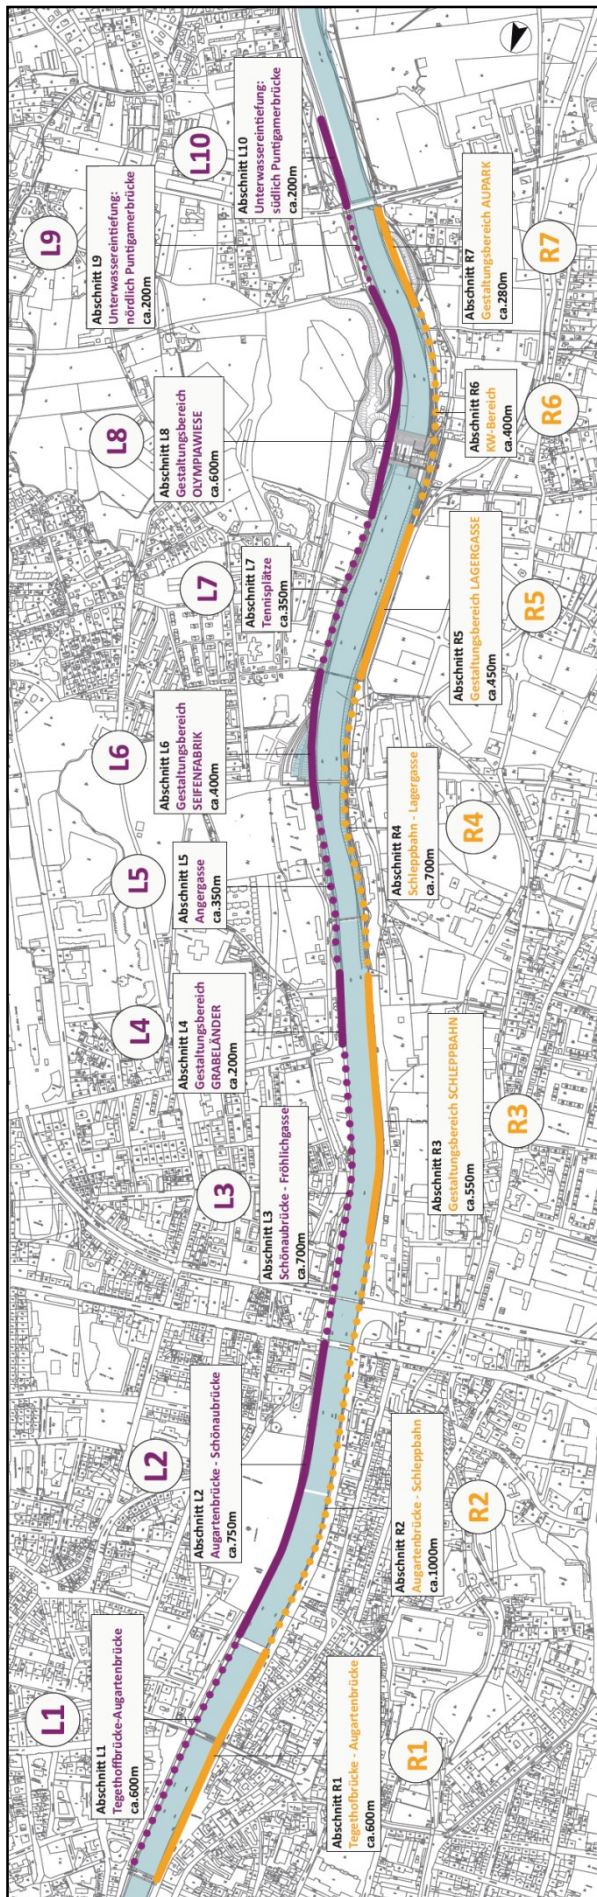 L1
Abschnitt L1
Tegethoffbrücke-Augartenbrücke
ca.600m
L2
Abschnitt L2
Augartenbrücke - Schönaubrücke
ca.750m
L3
Abschnitt L3
Schönaubrücke - Fröhlichgasse
ca.700m
L4
Abschnitt L4
Gestaltungsbereich
GRABELÄNDER
ca.200m
L5
Abschnitt L5
Angergasse
ca.350m
L6
Abschnitt L6
Gestaltungsbereich
SEIFENFABRIK
ca.400m
L7
Abschnitt L7
Tennisplätze
ca.350m
L8
Abschnitt L8
Gestaltungsbereich
OLYMPIAWIESE
ca.600m
L9
Abschnitt L9
Unterwassereintiefung:
nördlich Puntigamerbrücke
ca.200m
L10
Abschnitt L10
Unterwassereintiefung:
südlich Puntigamerbrücke
ca.200m
Abschnitt R1
Tegethofbrücke - Augartenbrücke
ca.600m
R1
Abschnitt R2
Augartenbrücke - Schleppbahn
ca.1000m
R2
Abschnitt R3
Gestaltungsbereich SCHLEPPBAHN
ca.550m
R3
Abschnitt R4
Schleppbahn - Lagergasse
ca.700m
R4
Abschnitt R5
Gestaltungsbereich LAGERGASSE
ca.450m
R5
Abschnitt R6
KW-Bereich
ca.400m
R6
Abschnitt R7
Gestaltungsbereich AUPARK
ca.280m
R7